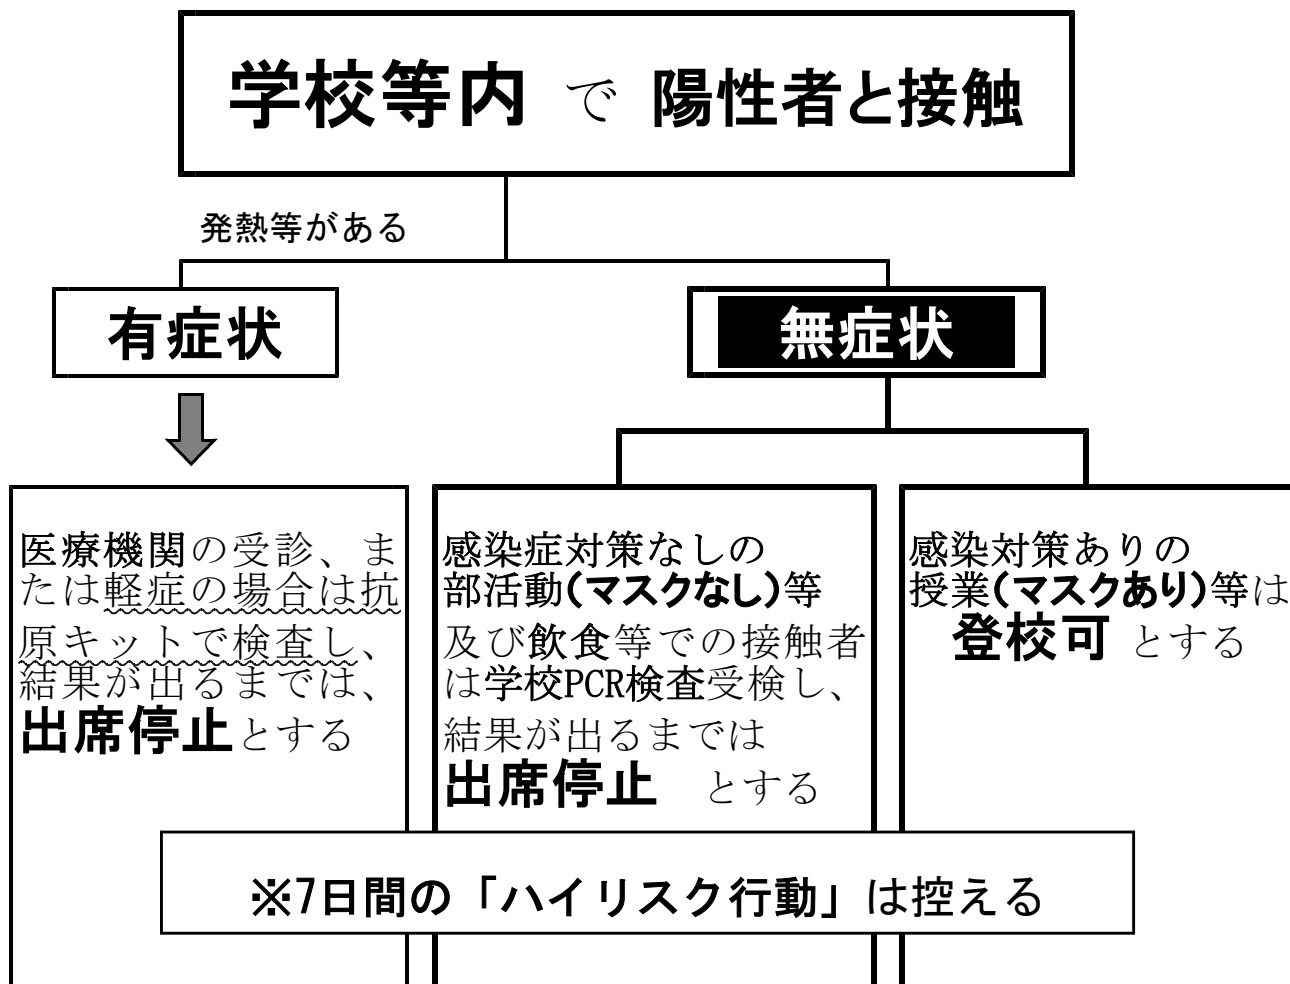 学校等内 で 陽性者と接触
発熱等がある
有症状
無症状
医療機関の受診、ま
たは軽症の場合は抗
原キットで検査し、
結果が出るまでは、
出席停止とする
感染症対策なしの
部活動(マスクなし)等
及び飲食等での接触者
は学校PCR検査受検し、
結果が出るまでは
出席停止 とする
感染対策ありの
授業(マスクあり)等は
登校可 とする
※7日間の「ハイリスク行動」は控える